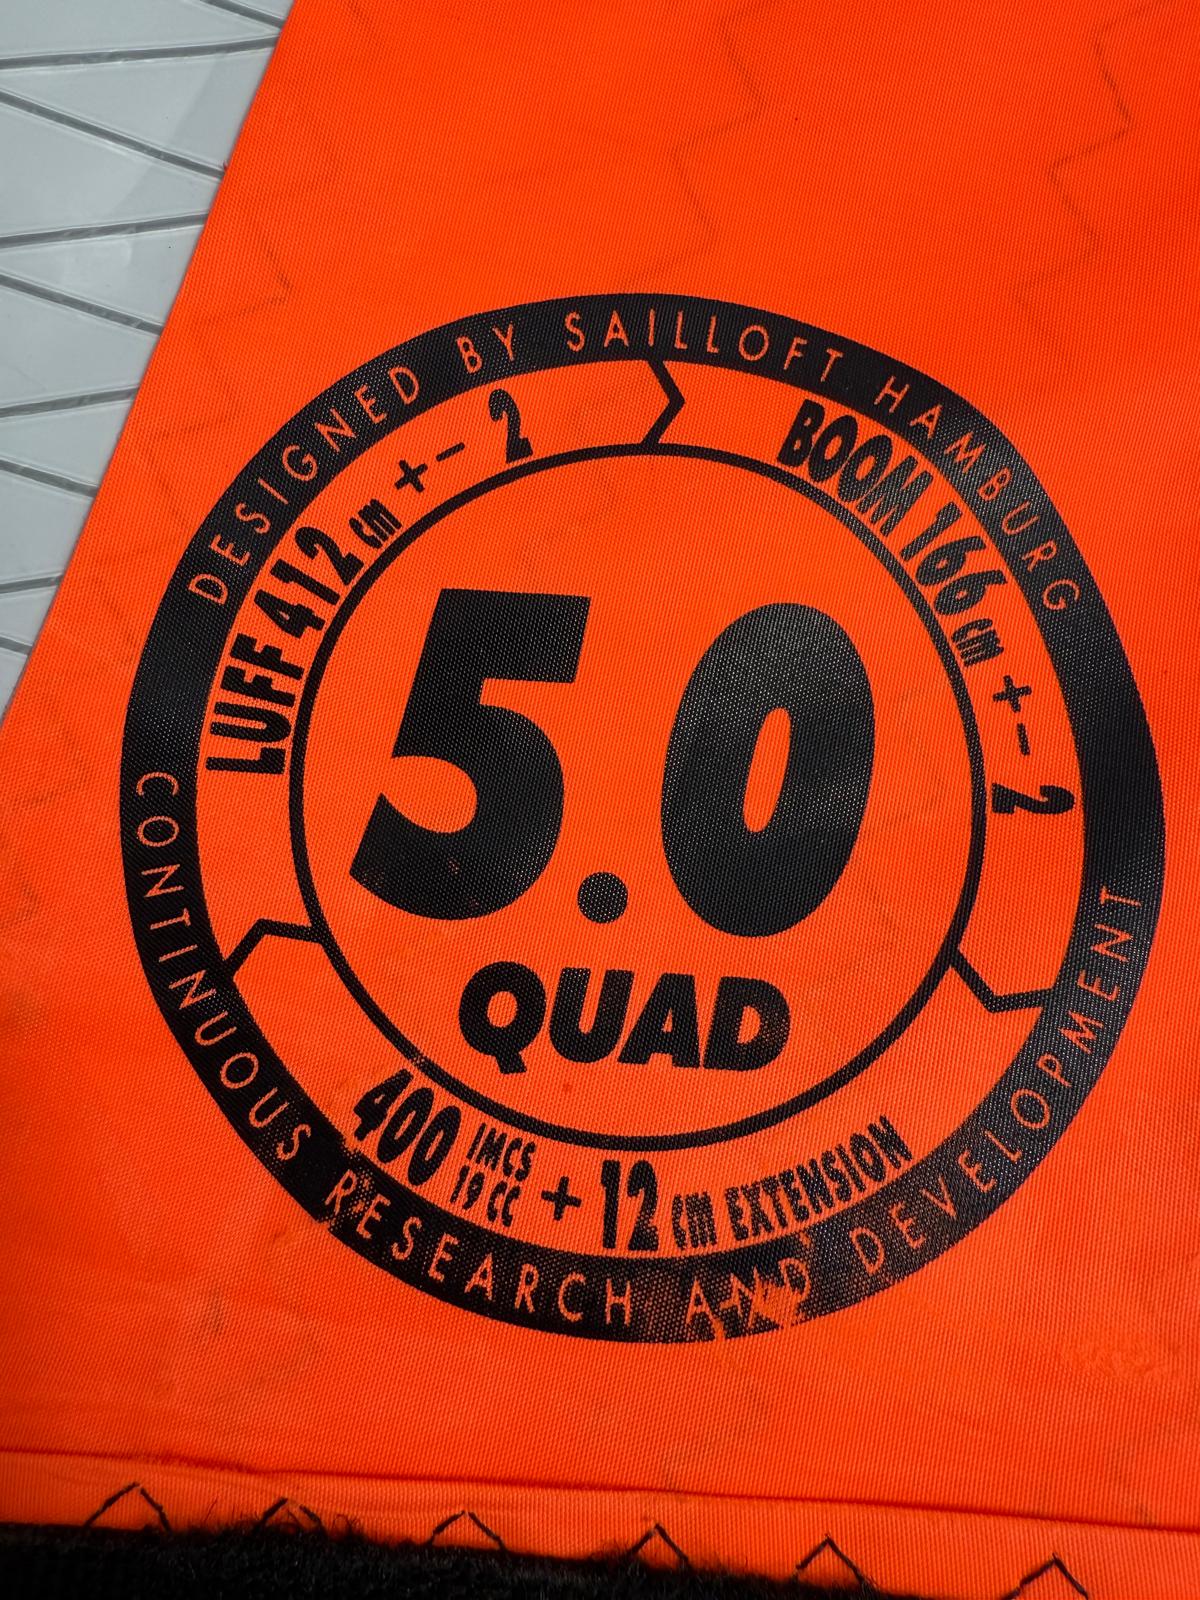 DESIGNED BY SAILLOFT HAMBURG
LUFF 412 cm +- 2
BOOM 166 cm +- 2
5.0
QUAD
400 IMCS 19 CC + 12 cm EXTENSION
CONTINUOUS RESEARCH AND DEVELOPMENT